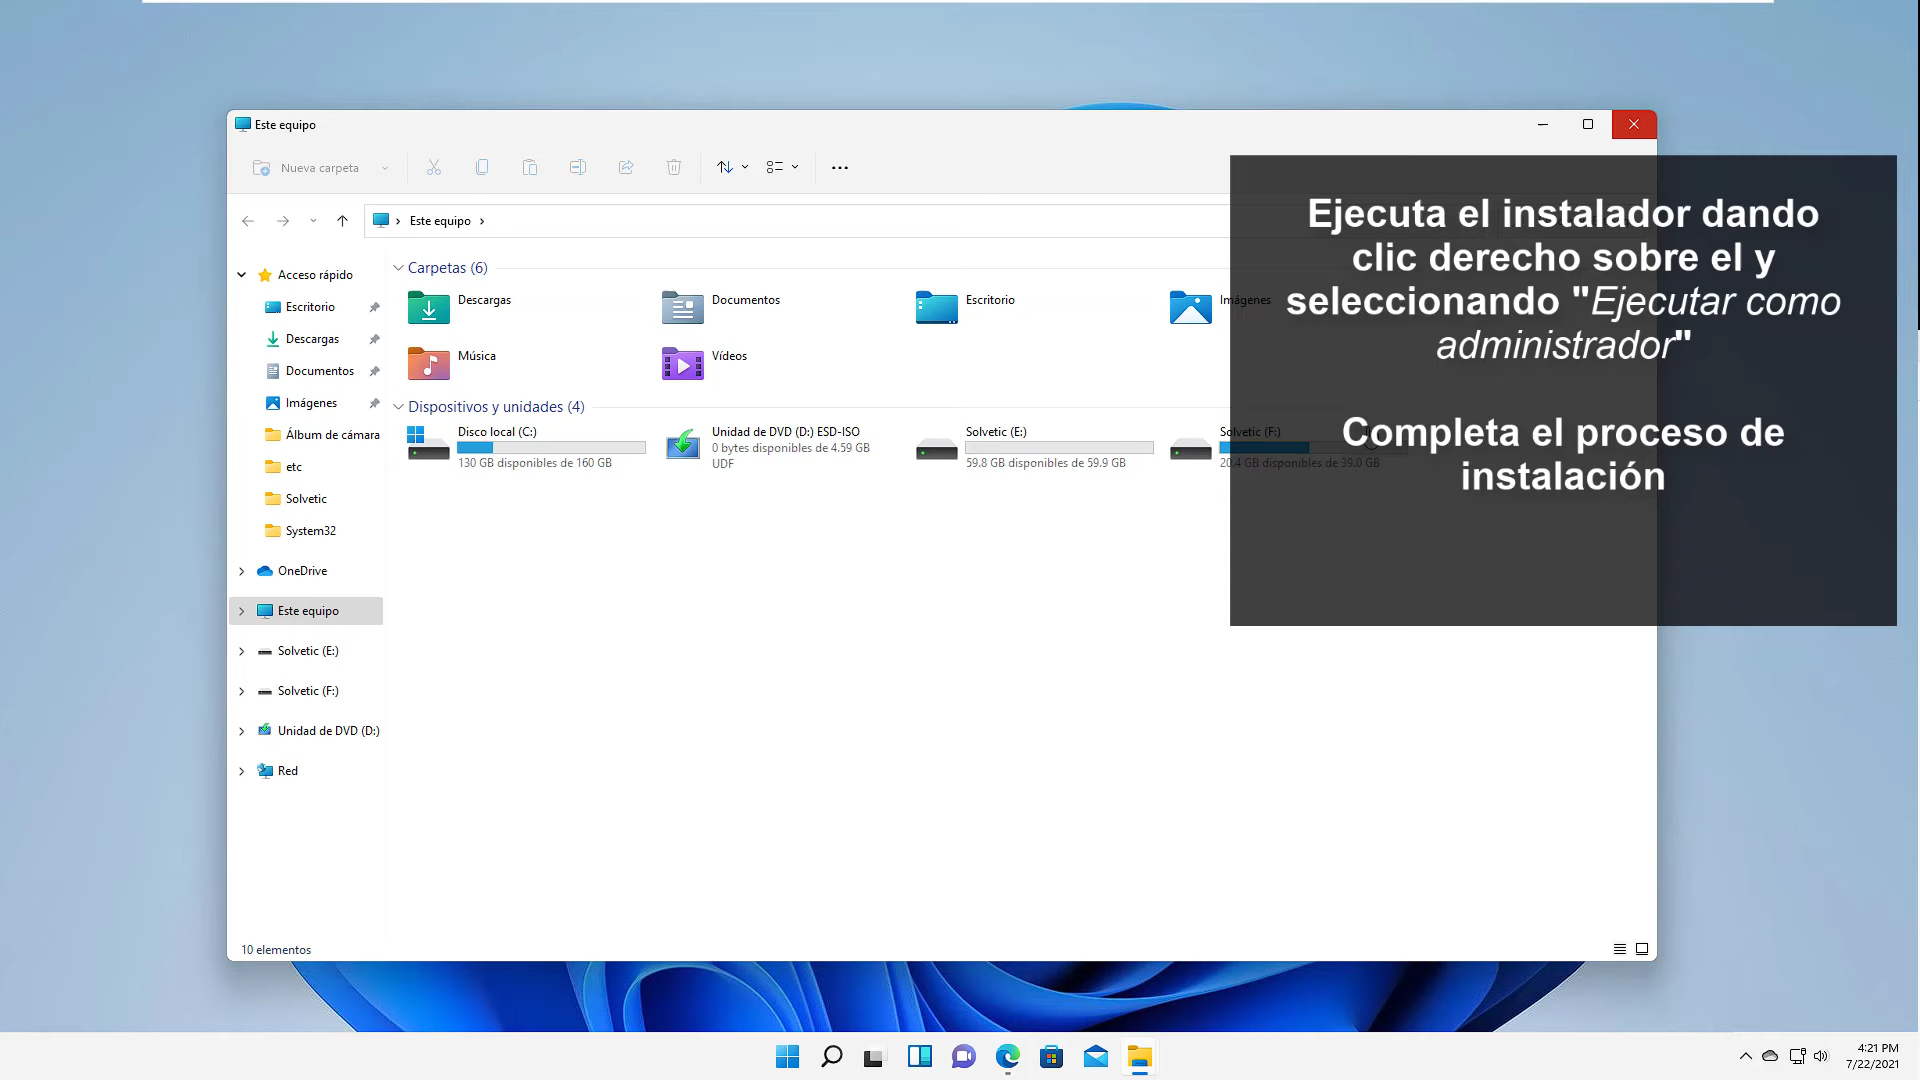 Este equipo
Nueva carpeta
Este equipo
Ejecuta el instalador dando
clic derecho sobre el y
seleccionando "Ejecutar como
administrador"
Completa el proceso de
instalación
Acceso rápido
Escritorio
Descargas
Documentos
Imágenes
Álbum de cámara
etc
Solvetic
System32
OneDrive
Este equipo
Solvetic (E:)
Solvetic (F:)
Unidad de DVD (D:)
Red
Carpetas (6)
Descargas
Documentos
Escritorio
Imágenes
Música
Vídeos
Dispositivos y unidades (4)
Disco local (C:)
130 GB disponibles de 160 GB
Unidad de DVD (D:) ESD-ISO
0 bytes disponibles de 4.59 GB
UDF
Solvetic (E:)
59.8 GB disponibles de 59.9 GB
Solvetic (F:)
20.4 GB disponibles de 39.0 GB
10 elementos
4:21 PM
7/22/2021